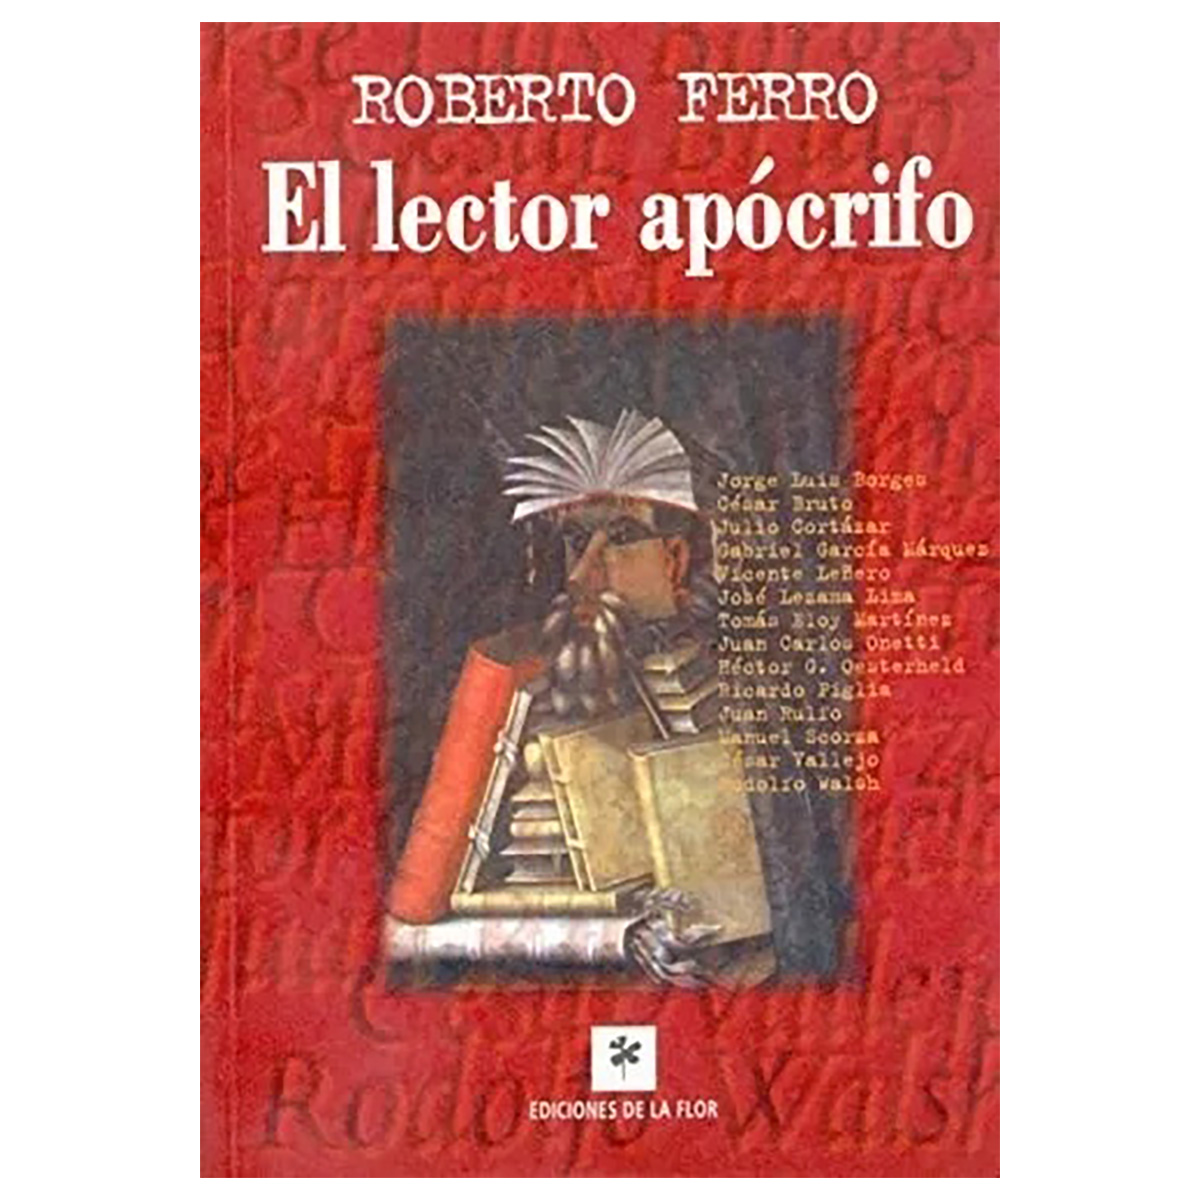 ROBERTO FERRO
El lector apócrifo
Jorge Luis Borges
César Bruto
Julio Cortázar
Gabriel García Márquez
Vicente Leñero
José Lezama Lima
Tomás Eloy Martínez
Juan Carlos Onetti
Héctor G. Oesterheld
Ricardo Piglia
Juan Rulfo
Manuel Scorza
César Vallejo
Rodolfo Walsh
EDICIONES DE LA FLOR
Rodolfo Walsh